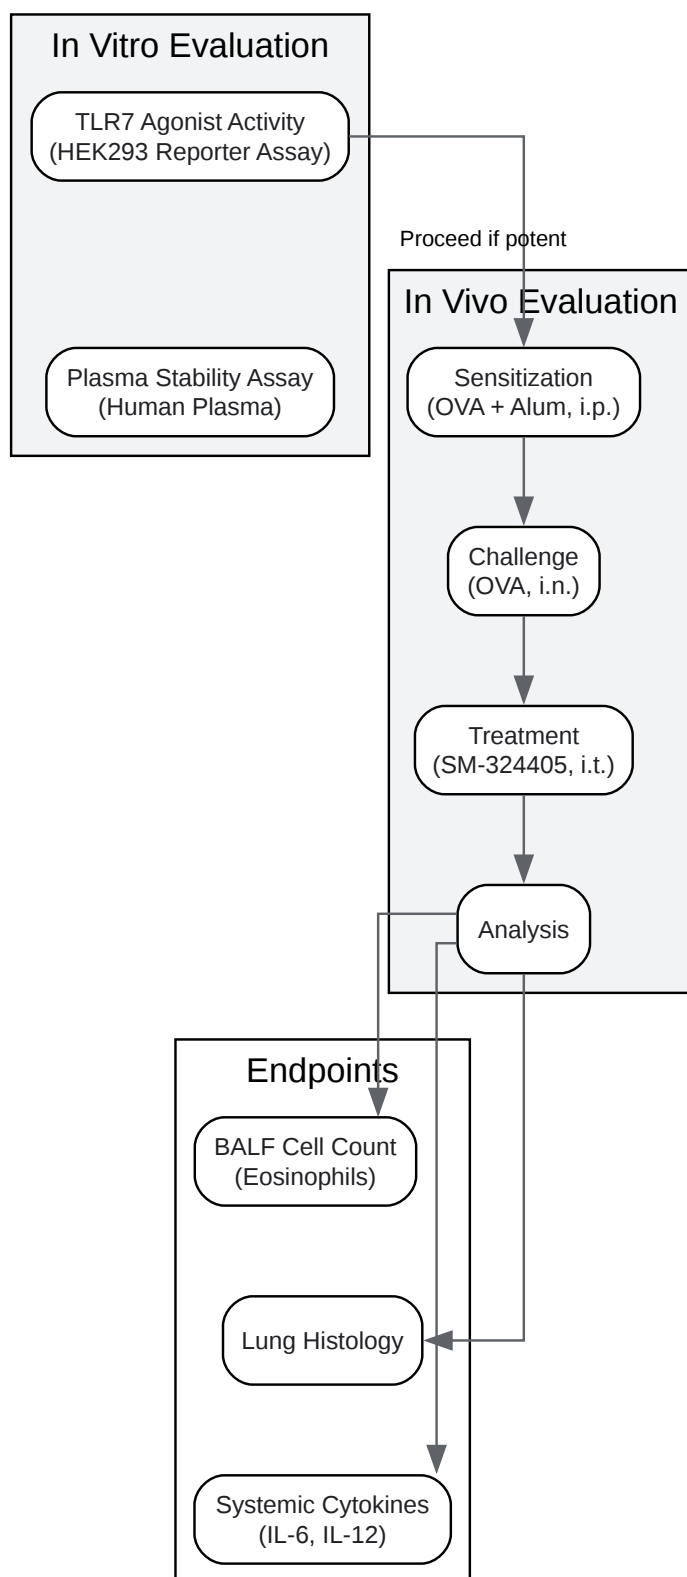 In Vitro Evaluation
TLR7 Agonist Activity
(HEK293 Reporter Assay)
Proceed if potent
In Vivo Evaluation
Plasma Stability Assay
(Human Plasma)
Sensitization
(OVA + Alum, i.p.)
Challenge
(OVA, i.n.)
Treatment
(SM-324405, i.t.)
Analysis
Endpoints
BALF Cell Count
(Eosinophils)
Lung Histology
Systemic Cytokines
(IL-6, IL-12)